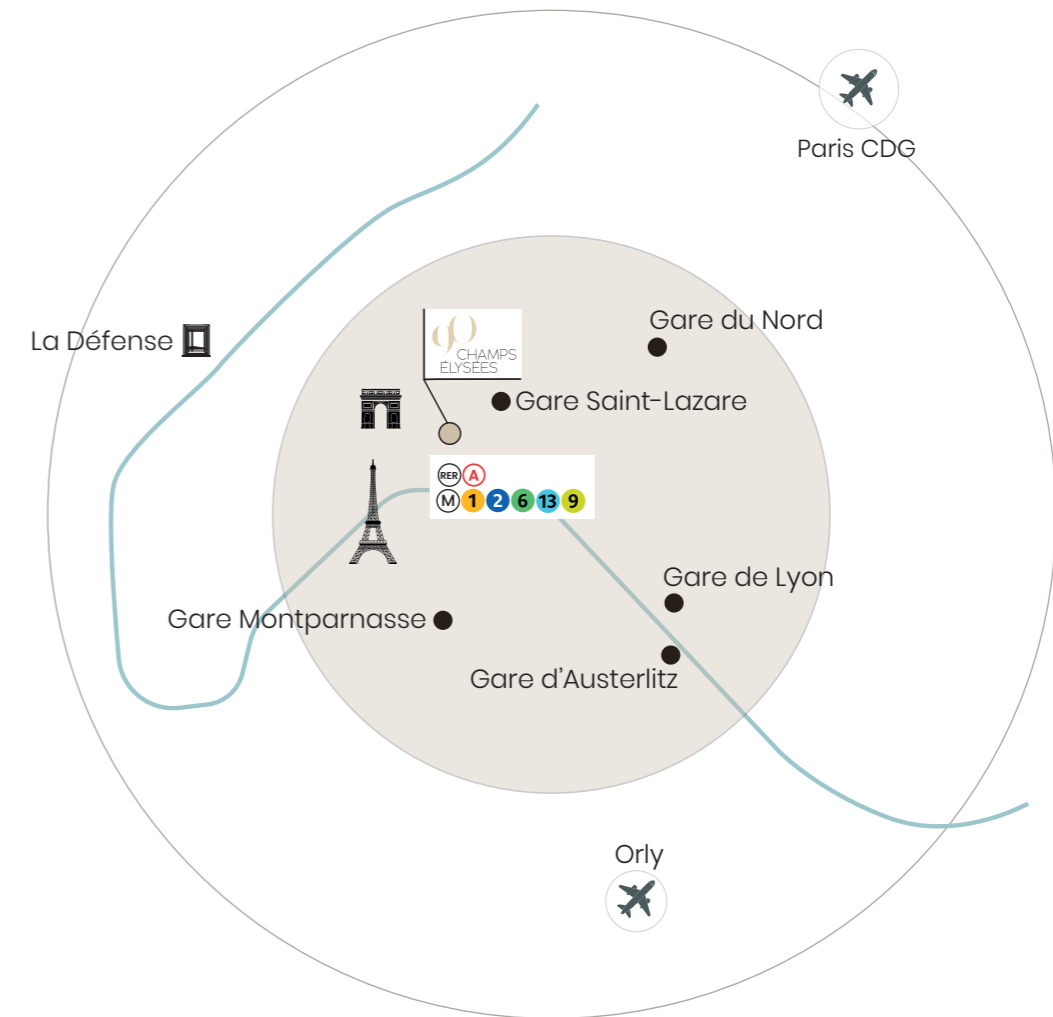 Paris CDG
La Défense
90
CHAMPS
ÉLYSÉES
Gare du Nord
Gare Saint-Lazare
RER A
M 1 2 6 13 9
Gare de Lyon
Gare Montparnasse
Gare d’Austerlitz
Orly